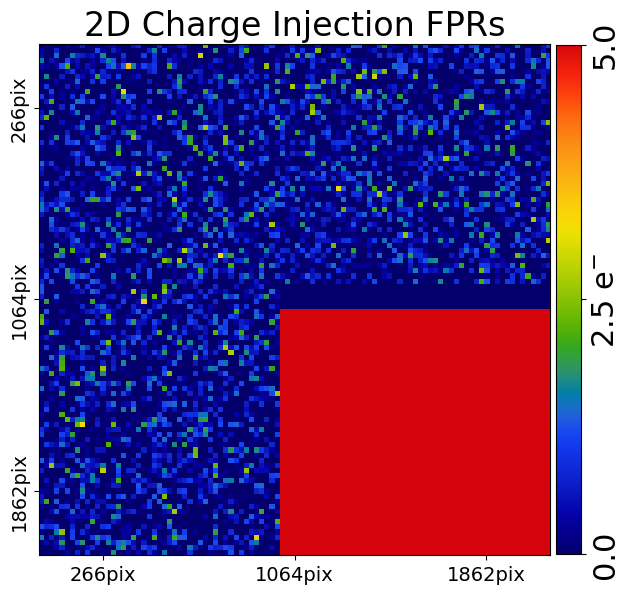 2D Charge Injection FPRs
266pix
1064pix
1862pix
266pix
1064pix
1862pix
5.0
2.5 e⁻
0.0